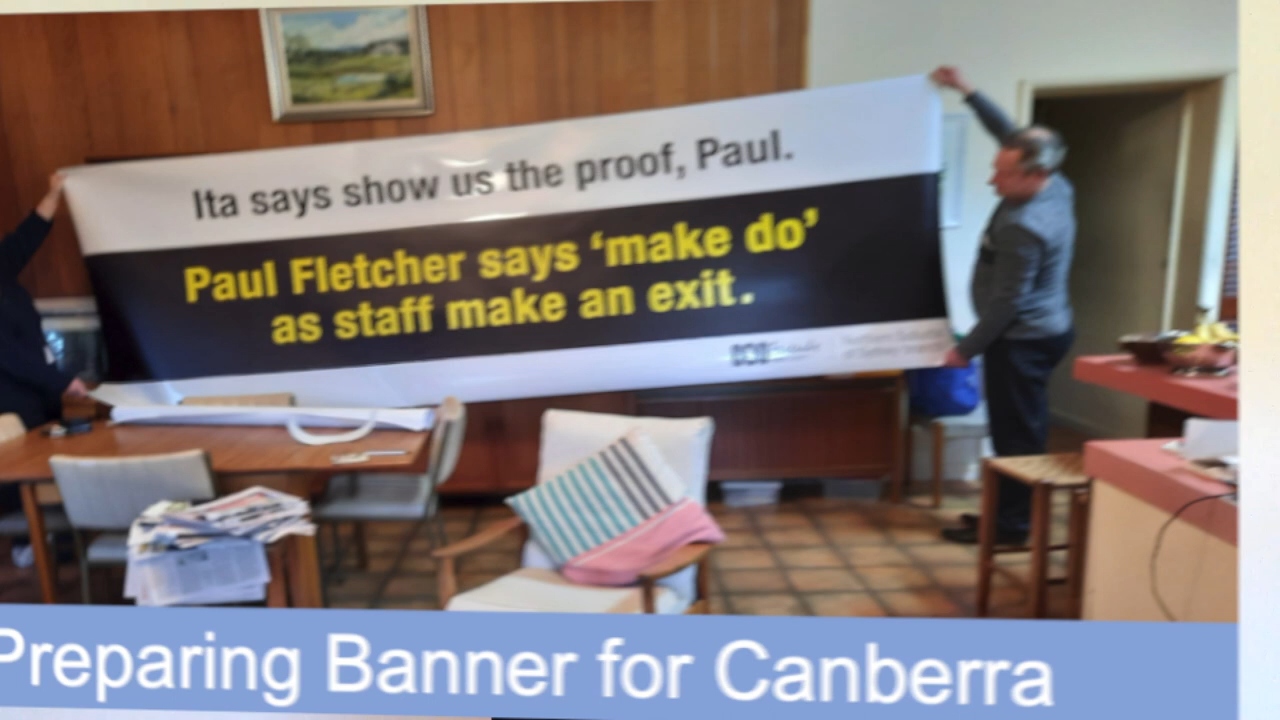 Ita says show us the proof, Paul.
Paul Fletcher says ‘make do’
as staff make an exit.
Preparing Banner for Canberra